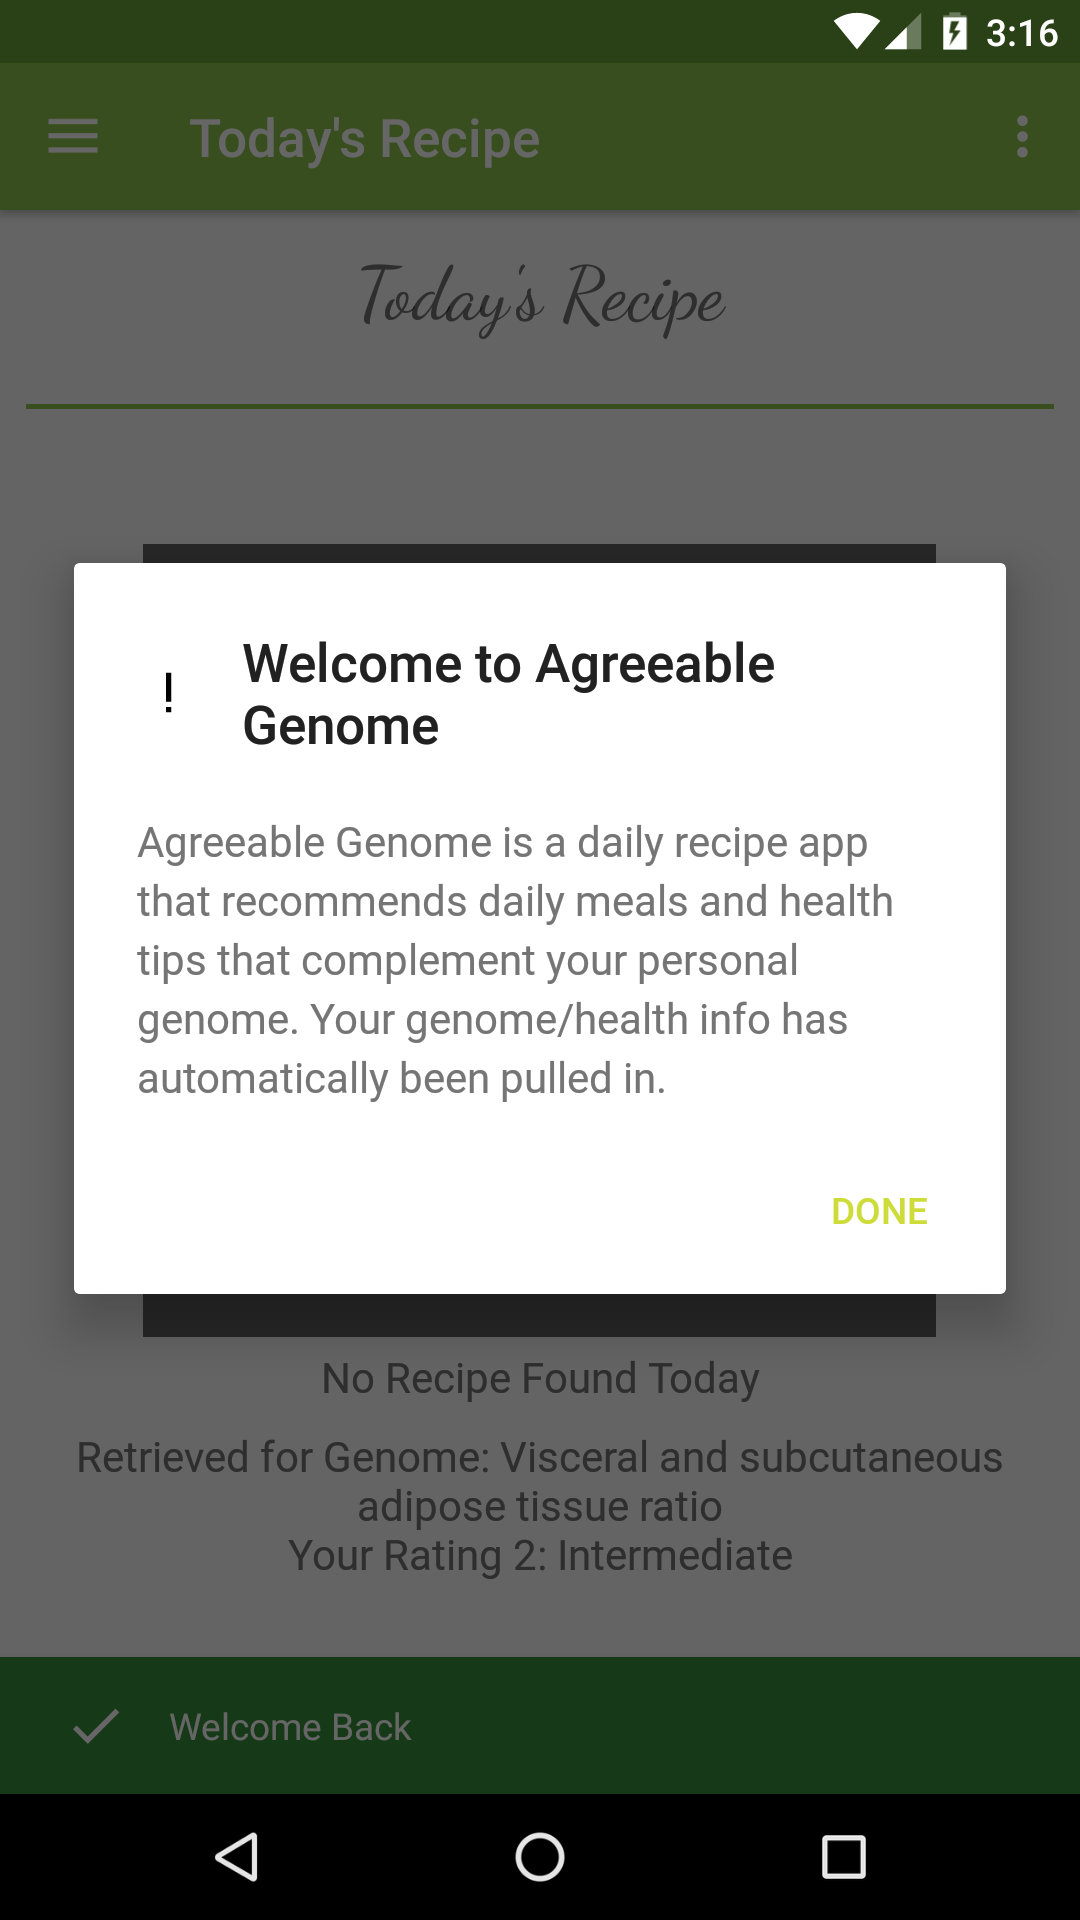 3:16
Today's Recipe
Today's Recipe
Welcome to Agreeable
Genome
Agreeable Genome is a daily recipe app
that recommends daily meals and health
tips that complement your personal
genome. Your genome/health info has
automatically been pulled in.
DONE
No Recipe Found Today
Retrieved for Genome: Visceral and subcutaneous
adipose tissue ratio
Your Rating 2: Intermediate
Welcome Back